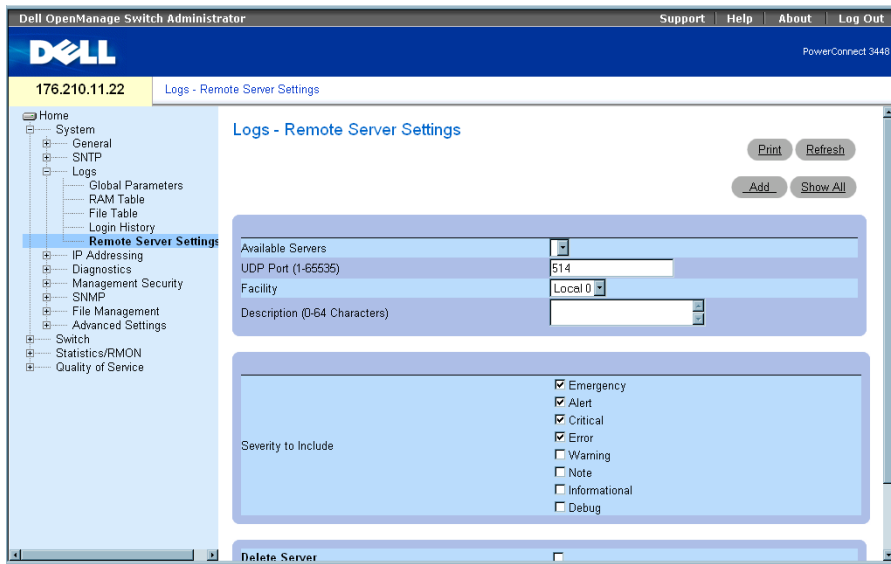 Dell OpenManage Switch Administrator
Support Help About Log Out
DELL
PowerConnect 3448
176.210.11.22
Logs - Remote Server Settings
Home
System
General
SNTP
Logs
Global Parameters
RAM Table
File Table
Login History
Remote Server Settings
IP Addressing
Diagnostics
Management Security
SNMP
File Management
Advanced Settings
Switch
Statistics/RMON
Quality of Service
Logs - Remote Server Settings
Print Refresh
Add Show All
Available Servers
UDP Port (1-65535) 514
Facility Local 0
Description (0-64 Characters)
Severity to Include
Emergency
Alert
Critical
Error
Warning
Note
Informational
Debug
Delete Server